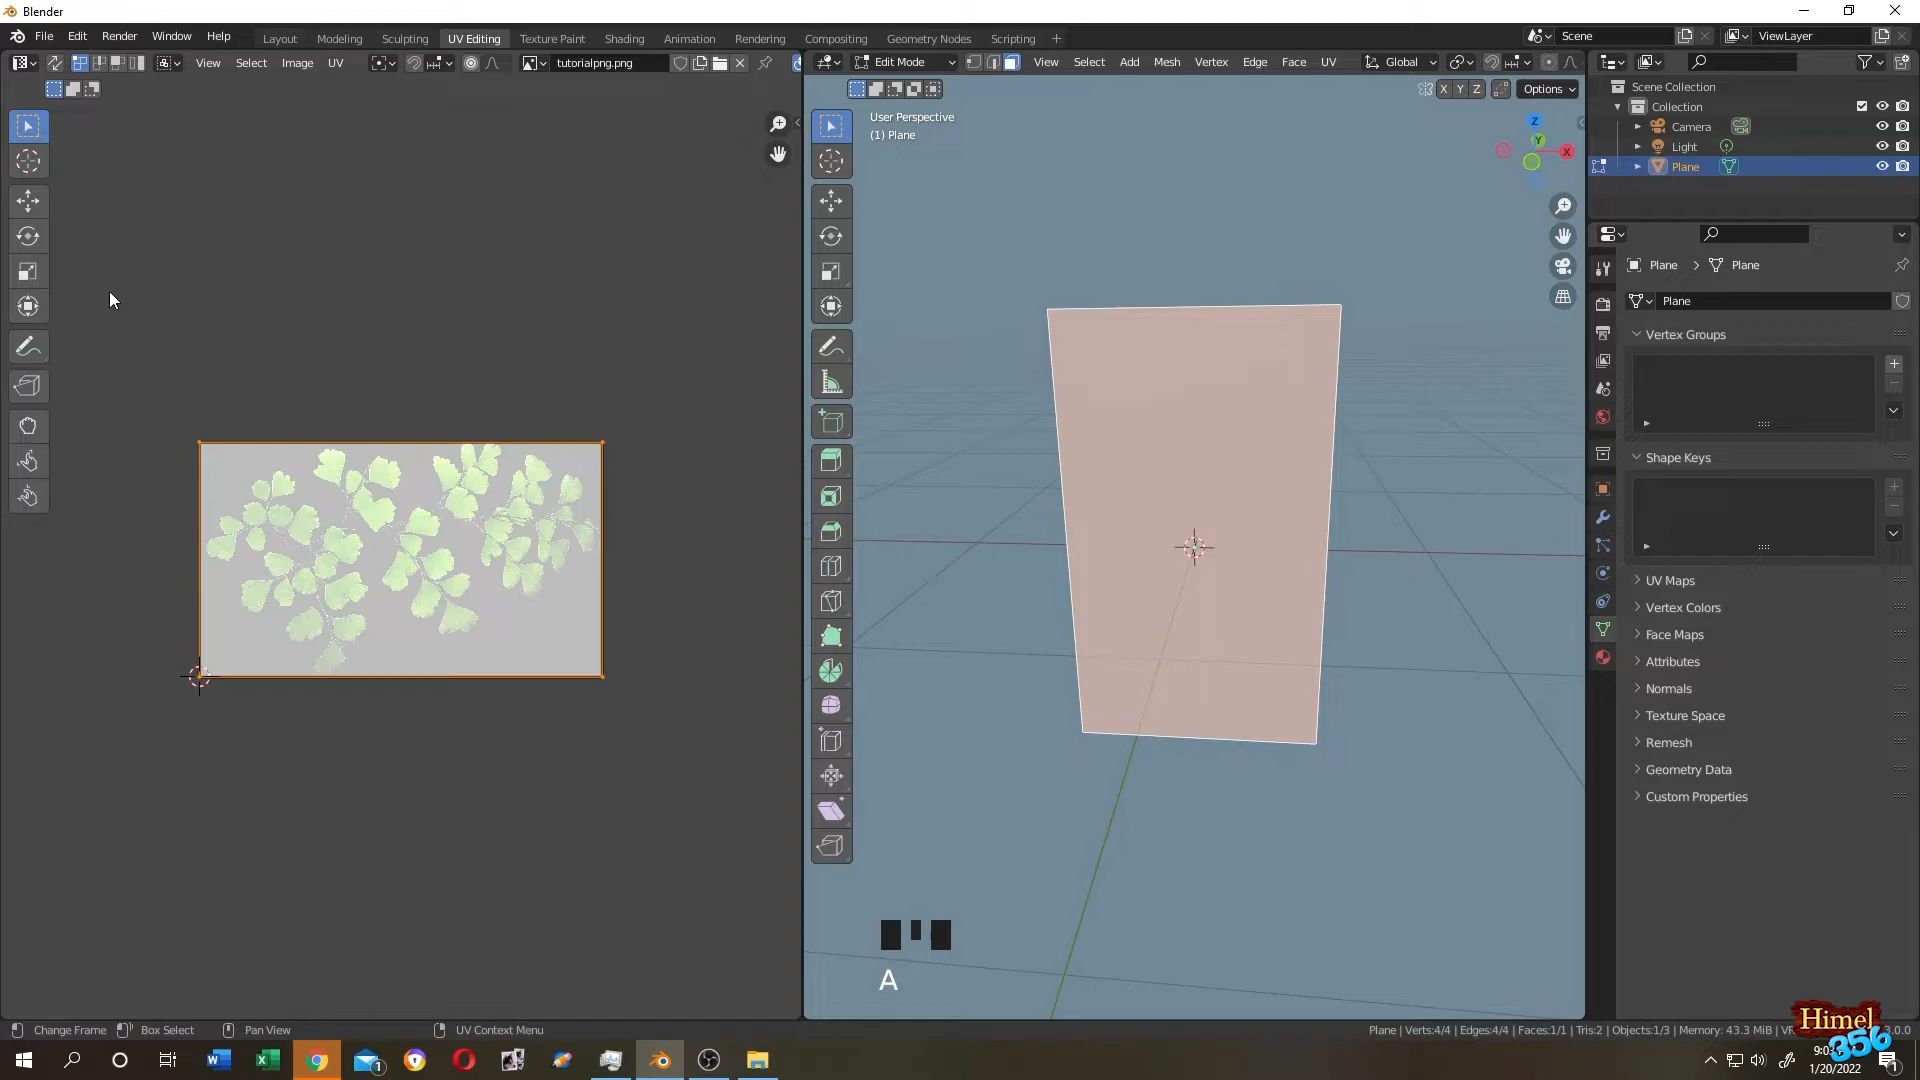 Blender
File Edit Render Window Help
Layout Modeling Sculpting UV Editing Texture Paint Shading Animation Rendering Compositing Geometry Nodes Scripting +
Scene
ViewLayer
View Select Image UV
tutorialpng.png
Edit Mode
View Select Add Mesh Vertex Edge Face UV
Global
X Y Z
Options
User Perspective
(1) Plane
Z
Y
X
A
Scene Collection
Collection
Camera
Light
Plane
Plane > Plane
Plane
Vertex Groups
Shape Keys
UV Maps
Vertex Colors
Face Maps
Attributes
Normals
Texture Space
Remesh
Geometry Data
Custom Properties
Change Frame Box Select Pan View UV Context Menu
Plane | Verts:4/4 | Edges:4/4 | Faces:1/1 | Tris:2 | Objects:1/3 | Memory: 43.3 MiB
3.0.0
Himel
356
1/20/2022